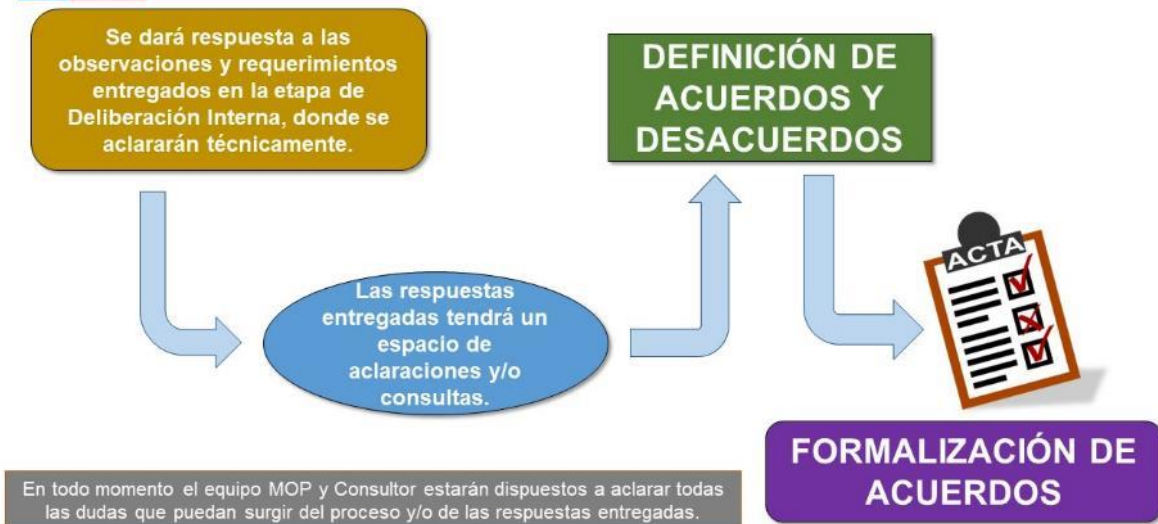 Se dará respuesta a las
observaciones y requerimientos
entregados en la etapa de
Deliberación Interna, donde se
aclararán técnicamente.
Las respuestas
entregadas tendrá un
espacio de
aclaraciones y/o
consultas.
DEFINICIÓN DE
ACUERDOS Y
DESACUERDOS
ACTA
FORMALIZACIÓN DE
ACUERDOS
En todo momento el equipo MOP y Consultor estarán dispuestos a aclarar todas
las dudas que puedan surgir del proceso y/o de las respuestas entregadas.